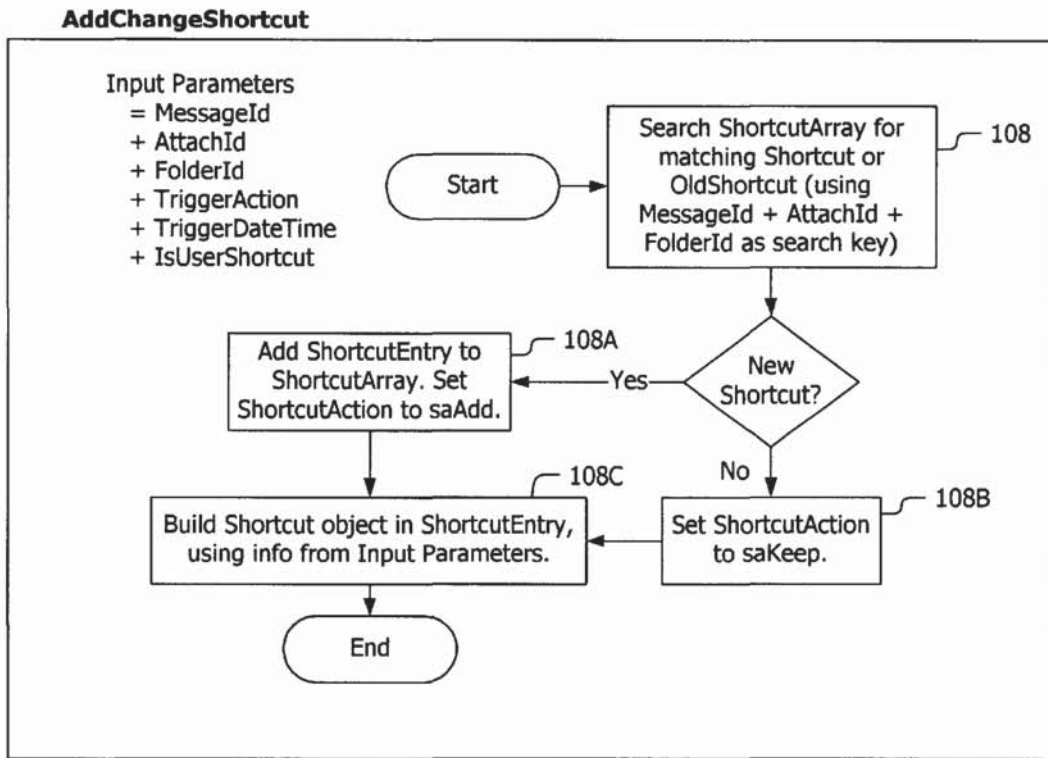 AddChangeShortcut
Input Parameters
= MessageId
+ AttachId
+ FolderId
+ TriggerAction
+ TriggerDateTime
+ IsUserShortcut
Start
Search ShortcutArray for
matching Shortcut or
OldShortcut (using
MessageId + AttachId +
FolderId as search key)
108
New
Shortcut?
Yes
Add ShortcutEntry to
ShortcutArray. Set
ShortcutAction to saAdd.
108A
No
Set ShortcutAction
to saKeep.
108B
Build Shortcut object in ShortcutEntry,
using info from Input Parameters.
108C
End